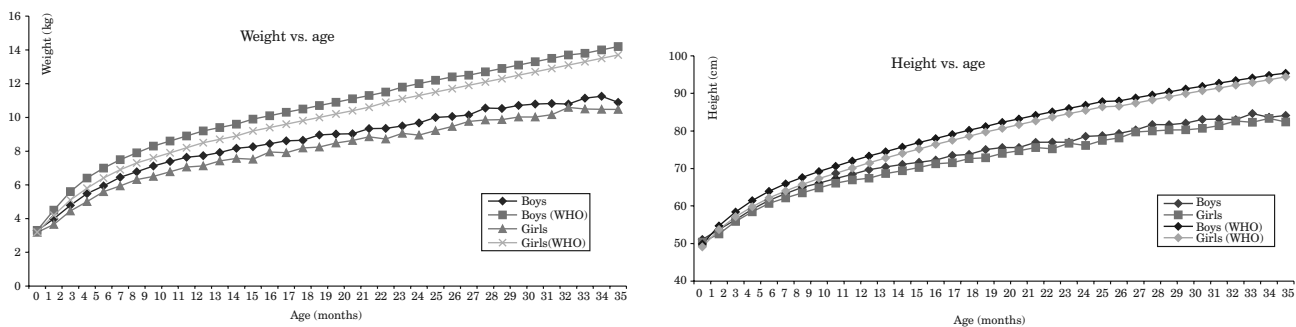 Weight vs. age
Weight (kg)
16
14
12
10
8
6
4
2
0
0 1 2 3 4 5 6 7 8 9 10 11 12 13 14 15 16 17 18 19 20 21 22 23 24 25 26 27 28 29 30 31 32 33 34 35
Age (months)
Boys
Boys (WHO)
Girls
Girls(WHO)
Height vs. age
Height (cm)
100
90
80
70
60
50
40
0 1 2 3 4 5 6 7 8 9 10 11 12 13 14 15 16 17 18 19 20 21 22 23 24 25 26 27 28 29 30 31 32 33 34 35
Age (months)
Boys
Girls
Boys (WHO)
Girls (WHO)